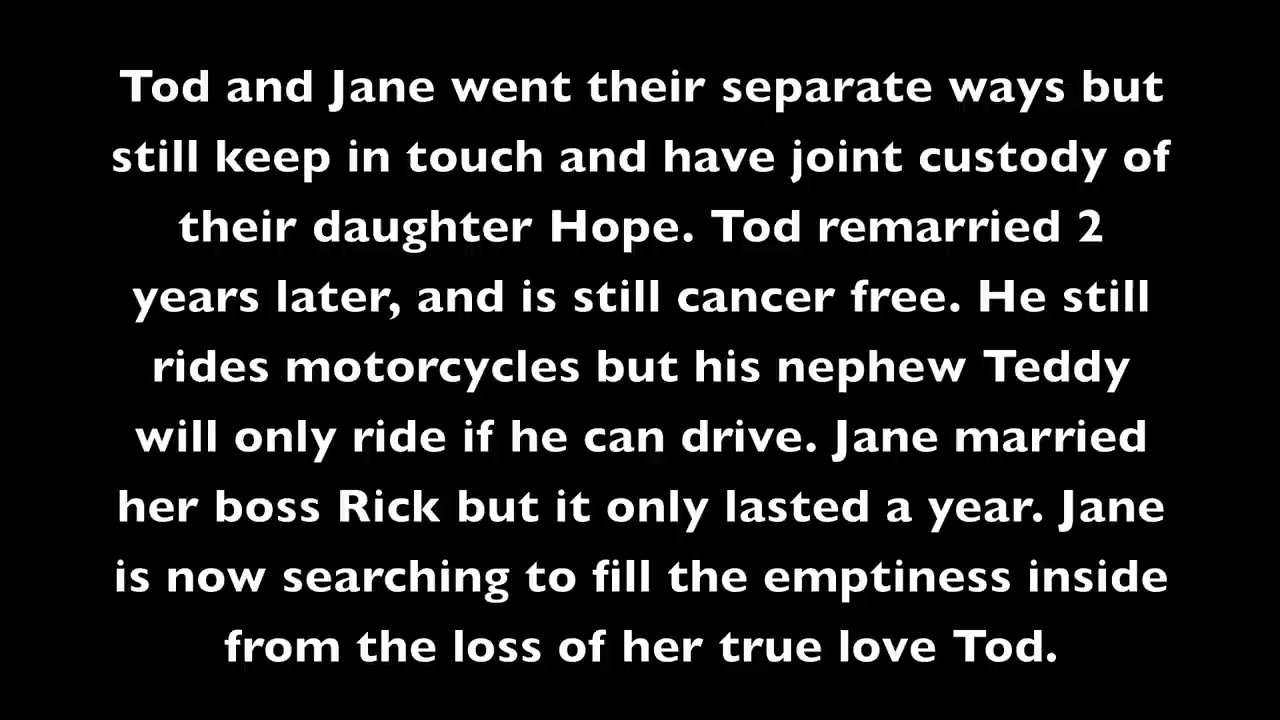 Tod and Jane went their separate ways but
still keep in touch and have joint custody of
their daughter Hope. Tod remarried 2
years later, and is still cancer free. He still
rides motorcycles but his nephew Teddy
will only ride if he can drive. Jane married
her boss Rick but it only lasted a year. Jane
is now searching to fill the emptiness inside
from the loss of her true love Tod.